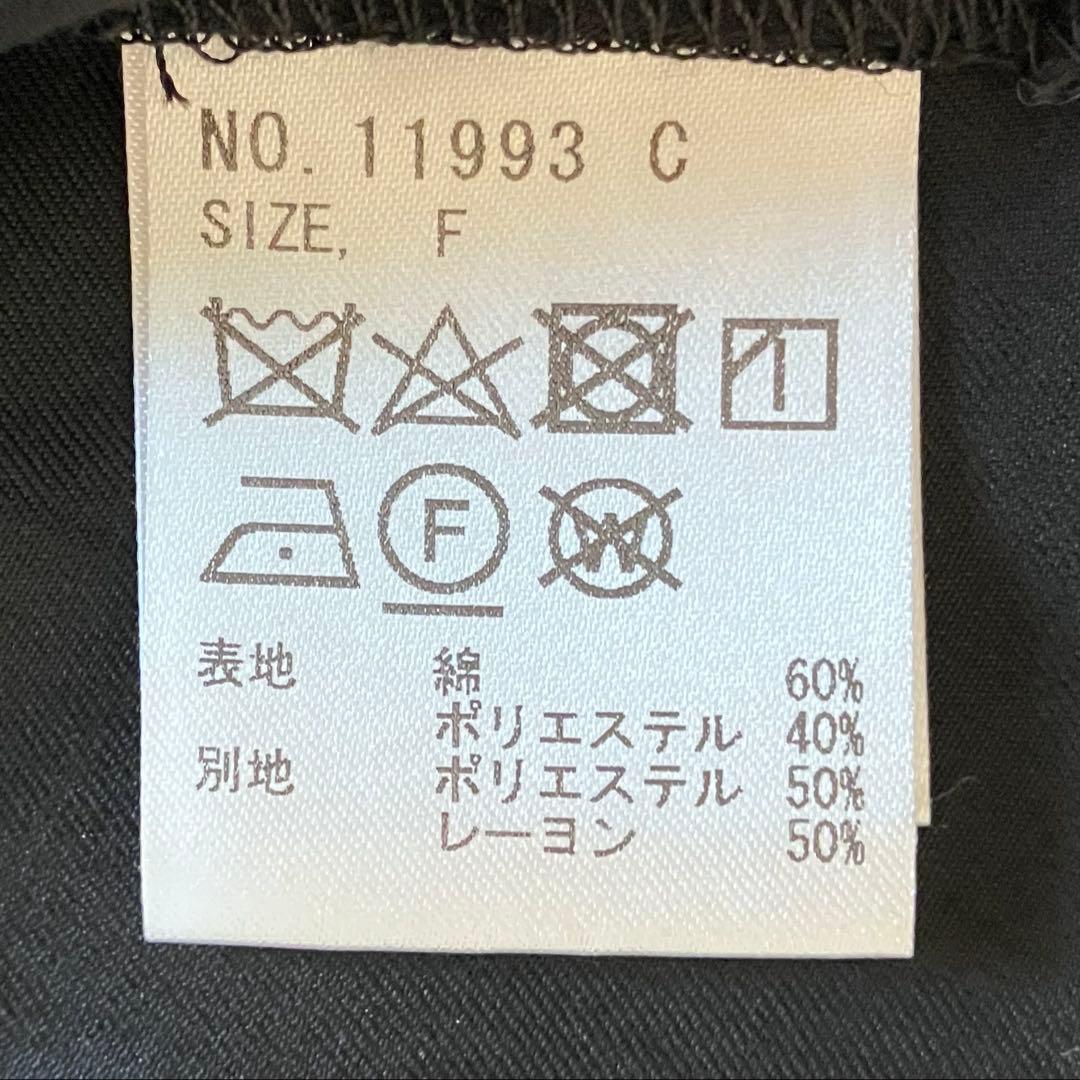 NO. 11993 C
SIZE, F
F
W
表地 綿 60%
ポリエステル 40%
別地 ポリエステル 50%
レーヨン 50%